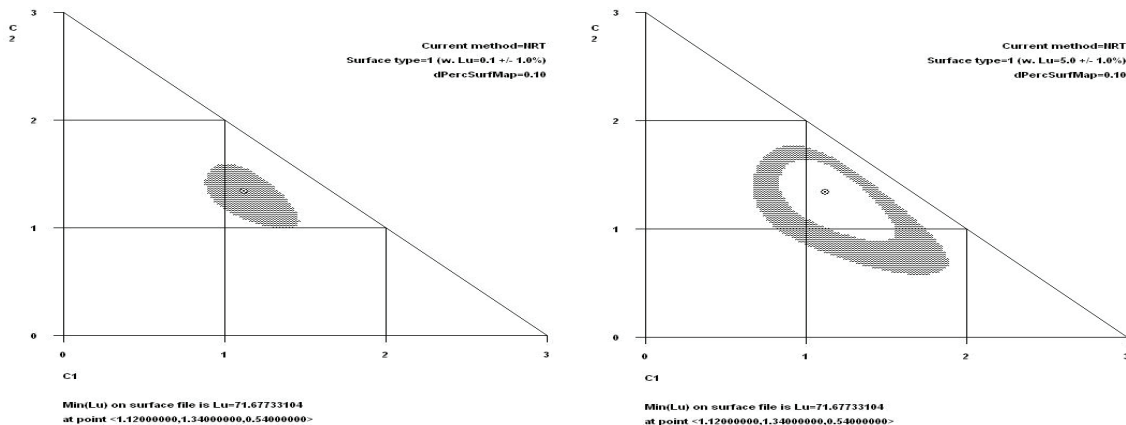 3
C
2
Current method=NRT
Surface type=1 (w. Lu=0.1 +/- 1.0%)
dPercSurfMap=0.10
2
1
0
0
1
2
3
C1
Min(Lu) on surface file is Lu=71.67733104
at point <1.12000000,1.34000000,0.54000000>
3
C
2
Current method=NRT
Surface type=1 (w. Lu=5.0 +/- 1.0%)
dPercSurfMap=0.10
2
1
0
0
1
2
3
C1
Min(Lu) on surface file is Lu=71.67733104
at point <1.12000000,1.34000000,0.54000000>